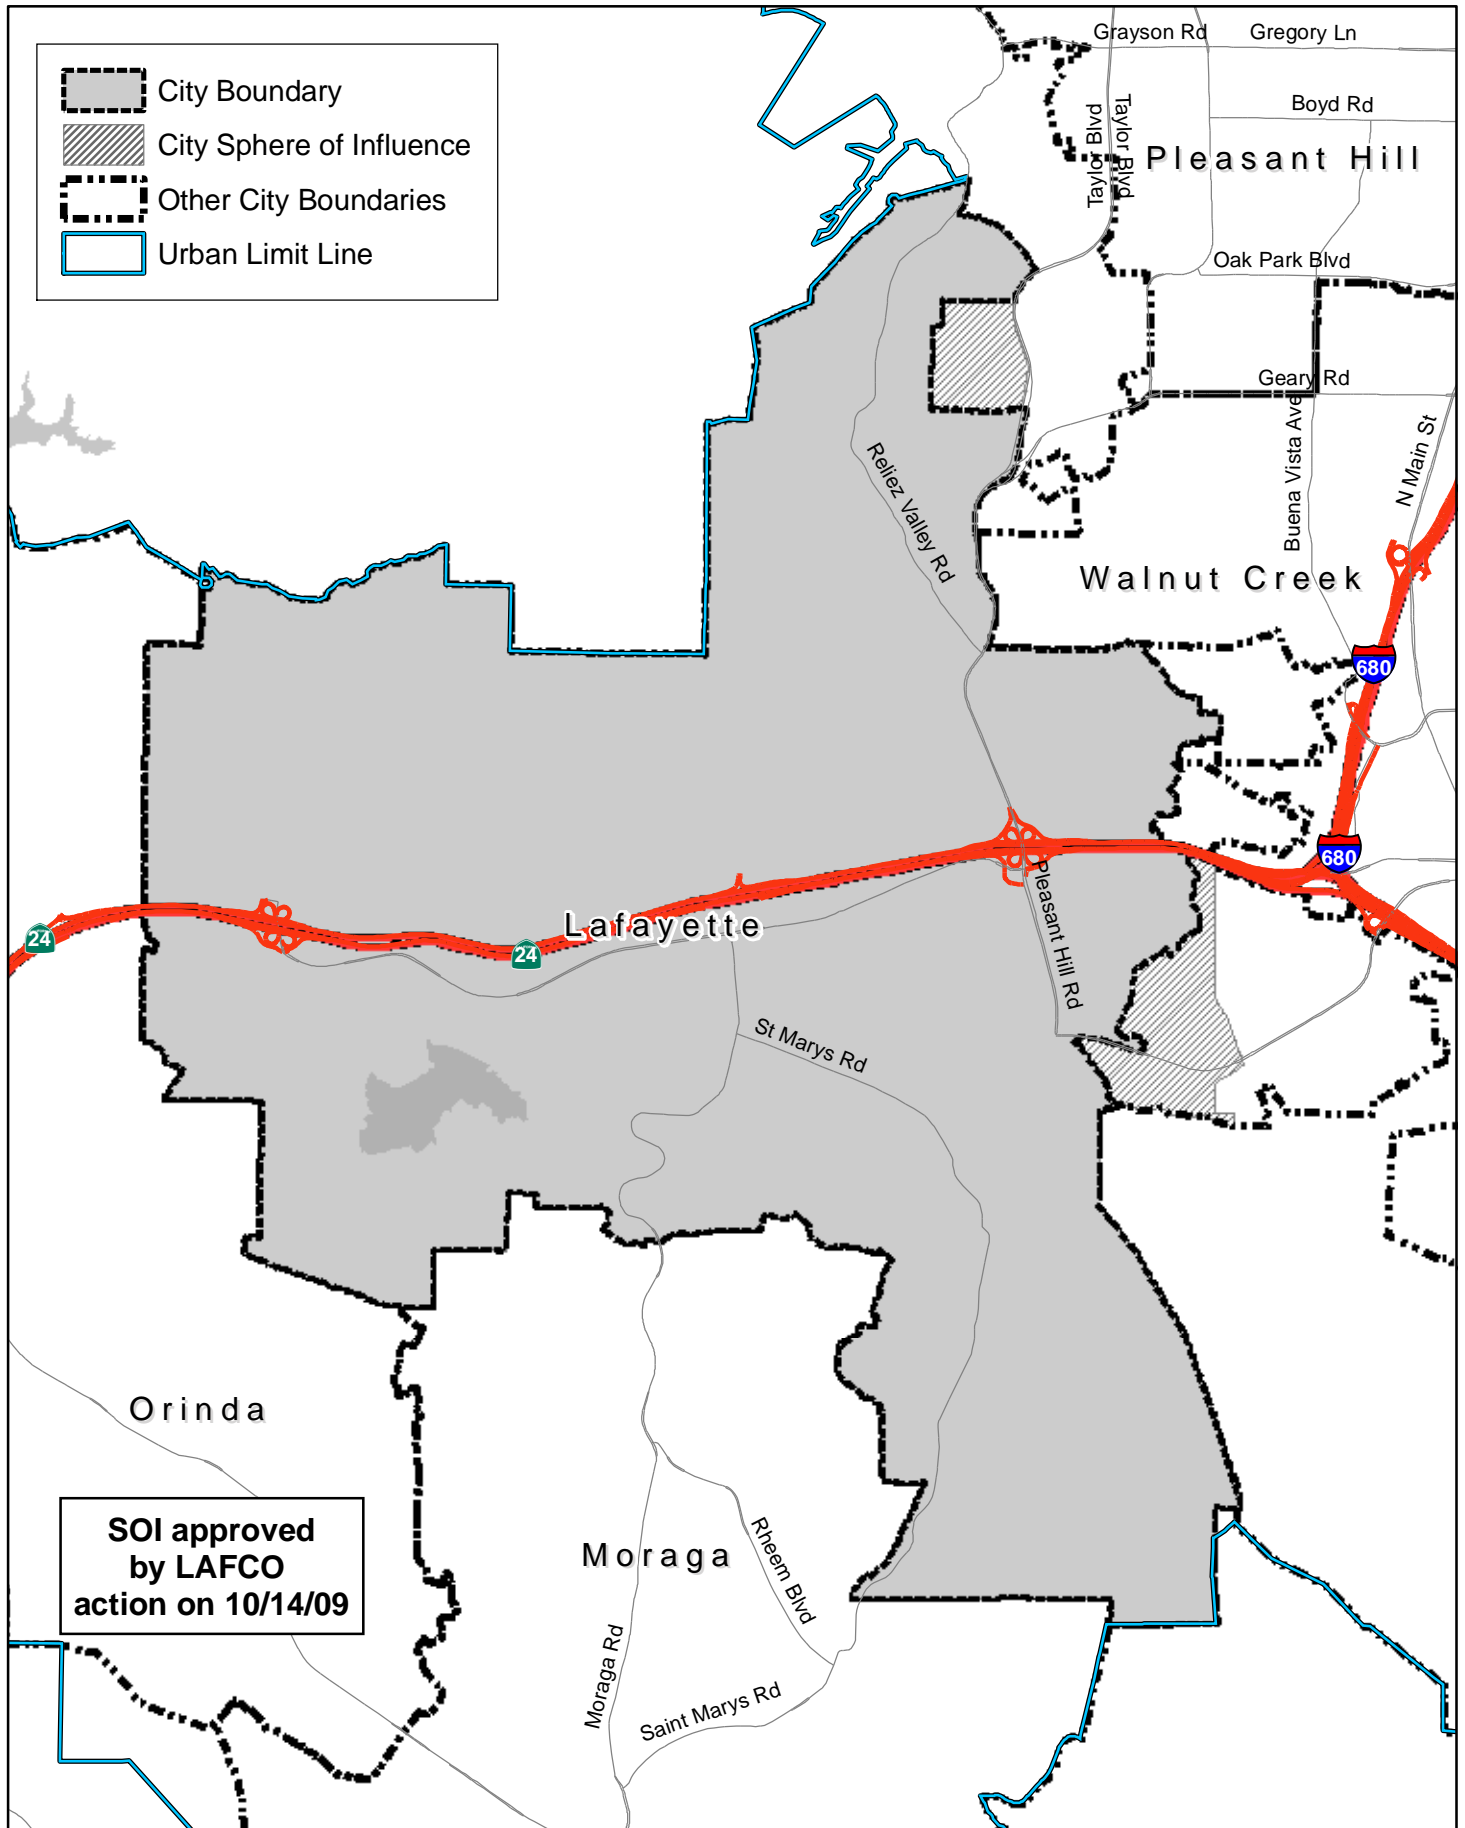 City Boundary
City Sphere of Influence
Other City Boundaries
Urban Limit Line
Grayson Rd
Gregory Ln
Boyd Rd
Taylor Blvd
Taylor Blvd
Pleasant Hill
Oak Park Blvd
Geary Rd
Buena Vista Ave
N Main St
Reliez Valley Rd
Walnut Creek
680
680
24
24
Lafayette
Pleasant Hill Rd
St Marys Rd
Orinda
SOI approved
by LAFCO
action on 10/14/09
Moraga
Rheem Blvd
Moraga Rd
Saint Marys Rd